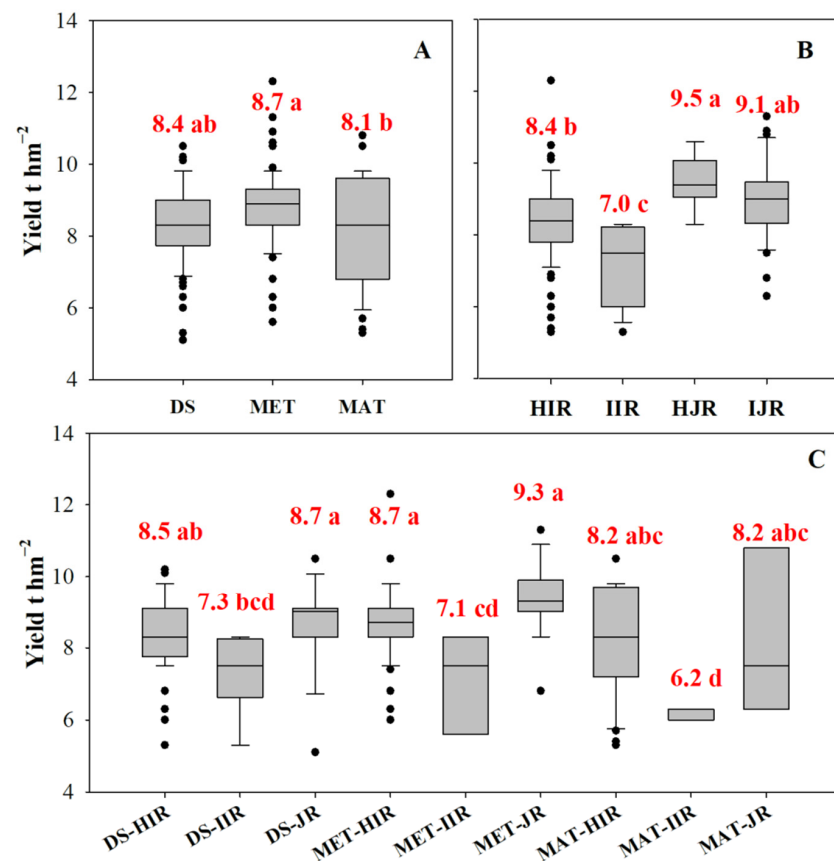 14
12
10
8
6
4
Yield t hm−2
A
8.4 ab
8.7 a
8.1 b
DS
MET
MAT
B
8.4 b
7.0 c
9.5 a
9.1 ab
HIR
IIR
HJR
IJR
14
12
10
8
6
4
Yield t hm−2
C
8.5 ab
7.3 bcd
8.7 a
8.7 a
7.1 cd
9.3 a
8.2 abc
6.2 d
8.2 abc
DS-HIR
DS-IIR
DS-JR
MET-HIR
MET-IIR
MET-JR
MAT-HIR
MAT-IIR
MAT-JR